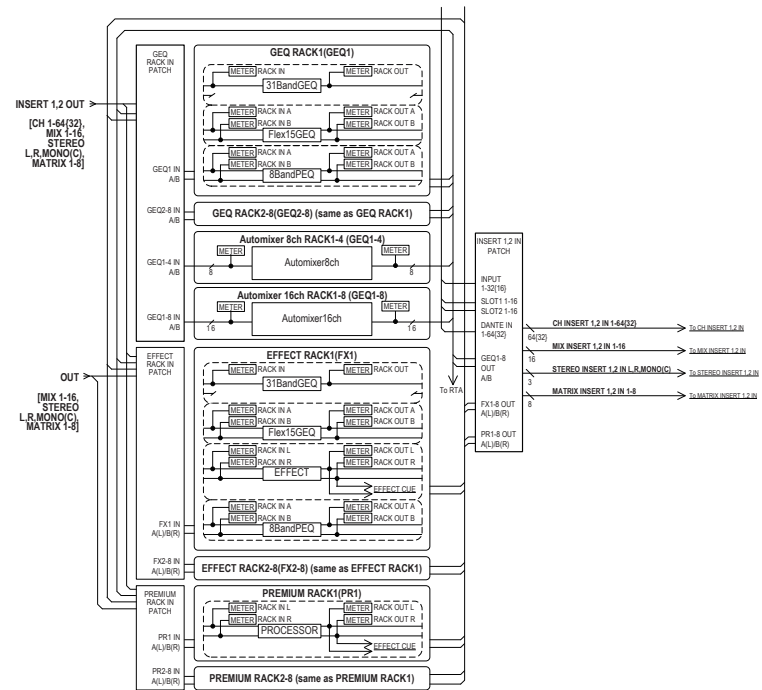 GEQ
RACK IN
PATCH
GEQ RACK1(GEQ1)
METER RACK IN
METER RACK OUT
31BandGEQ
INSERT 1,2 OUT
[CH 1-64{32},
MIX 1-16,
STEREO
L,R,MONO(C),
MATRIX 1-8]
METER RACK IN A
METER RACK OUT A
METER RACK IN B
METER RACK OUT B
Flex15GEQ
METER RACK IN A
METER RACK OUT A
METER RACK IN B
METER RACK OUT B
8BandPEQ
GEQ1 IN
A/B
GEQ2-8 IN
A/B
GEQ RACK2-8(GEQ2-8) (same as GEQ RACK1)
Automixer 8ch RACK1-4 (GEQ1-4)
METER
METER
GEQ1-4 IN
A/B
8
Automixer8ch
8
Automixer 16ch RACK1-8 (GEQ1-8)
METER
METER
GEQ1-8 IN
A/B
16
Automixer16ch
16
INSERT 1,2 IN
PATCH
INPUT
1-32{16}
SLOT1 1-16
SLOT2 1-16
DANTE IN
1-64{32}
GEQ1-8
OUT
A/B
FX1-8 OUT
A(L)/B(R)
PR1-8 OUT
A(L)/B(R)
CH INSERT 1,2 IN 1-64{32}
64{32}
To CH INSERT 1,2 IN
MIX INSERT 1,2 IN 1-16
16
To MIX INSERT 1,2 IN
STEREO INSERT 1,2 IN L,R,MONO(C)
3
To STEREO INSERT 1,2 IN
MATRIX INSERT 1,2 IN 1-8
8
To MATRIX INSERT 1,2 IN
To RTA
EFFECT
RACK IN
PATCH
EFFECT RACK1(FX1)
METER RACK IN
METER RACK OUT
31BandGEQ
OUT
[MIX 1-16,
STEREO
L,R,MONO(C),
MATRIX 1-8]
METER RACK IN A
METER RACK OUT A
METER RACK IN B
METER RACK OUT B
Flex15GEQ
METER RACK IN L
METER RACK OUT L
METER RACK IN R
METER RACK OUT R
EFFECT
EFFECT CUE
METER RACK IN A
METER RACK OUT A
METER RACK IN B
METER RACK OUT B
8BandPEQ
FX1 IN
A(L)/B(R)
FX2-8 IN
A(L)/B(R)
EFFECT RACK2-8(FX2-8) (same as EFFECT RACK1)
PREMIUM
RACK IN
PATCH
PREMIUM RACK1(PR1)
METER RACK IN L
METER RACK OUT L
METER RACK IN R
METER RACK OUT R
PROCESSOR
EFFECT CUE
PR1 IN
A(L)/B(R)
PR2-8 IN
A(L)/B(R)
PREMIUM RACK2-8 (same as PREMIUM RACK1)